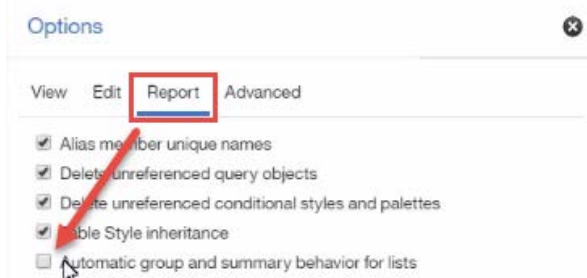 Options
View Edit Report Advanced
Alias member unique names
Delete unreferenced query objects
Delete unreferenced conditional styles and palettes
Table Style inheritance
Automatic group and summary behavior for lists